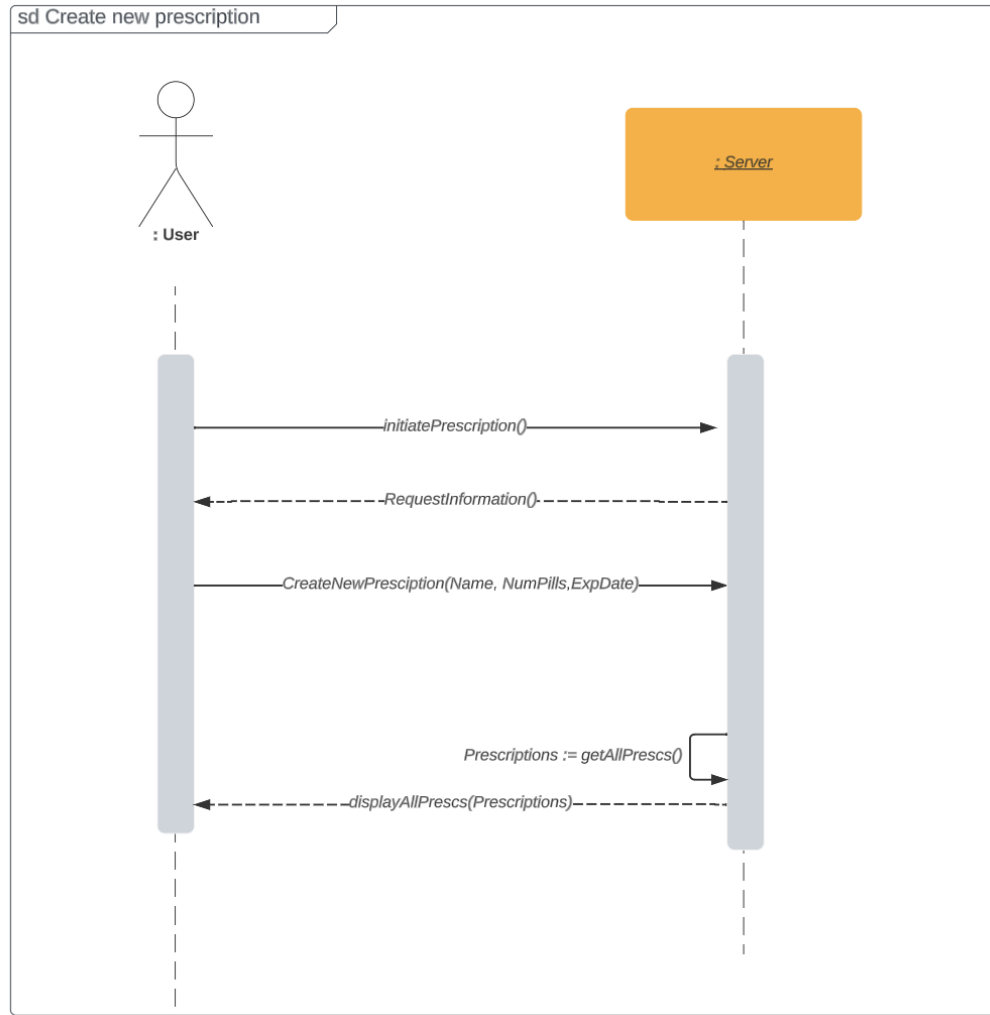 sd Create new prescription
: User
: Server
initiatePrescription()
RequestInformation()
CreateNewPresciption(Name, NumPills,ExpDate)
Prescriptions := getAllPrescs()
displayAllPrescs(Prescriptions)